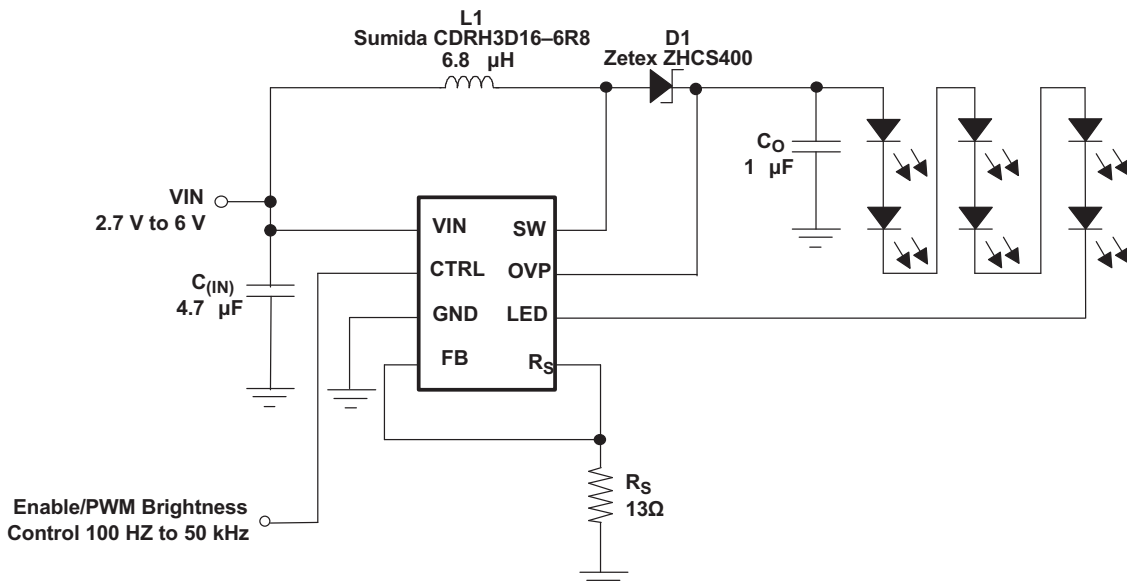 L1
Sumida CDRH3D16–6R8
6.8 µH
D1
Zetex ZHCS400
CO
1 µF
VIN
2.7 V to 6 V
C(IN)
4.7 µF
VIN
SW
CTRL
OVP
GND
LED
FB
RS
RS
13Ω
Enable/PWM Brightness
Control 100 HZ to 50 kHz